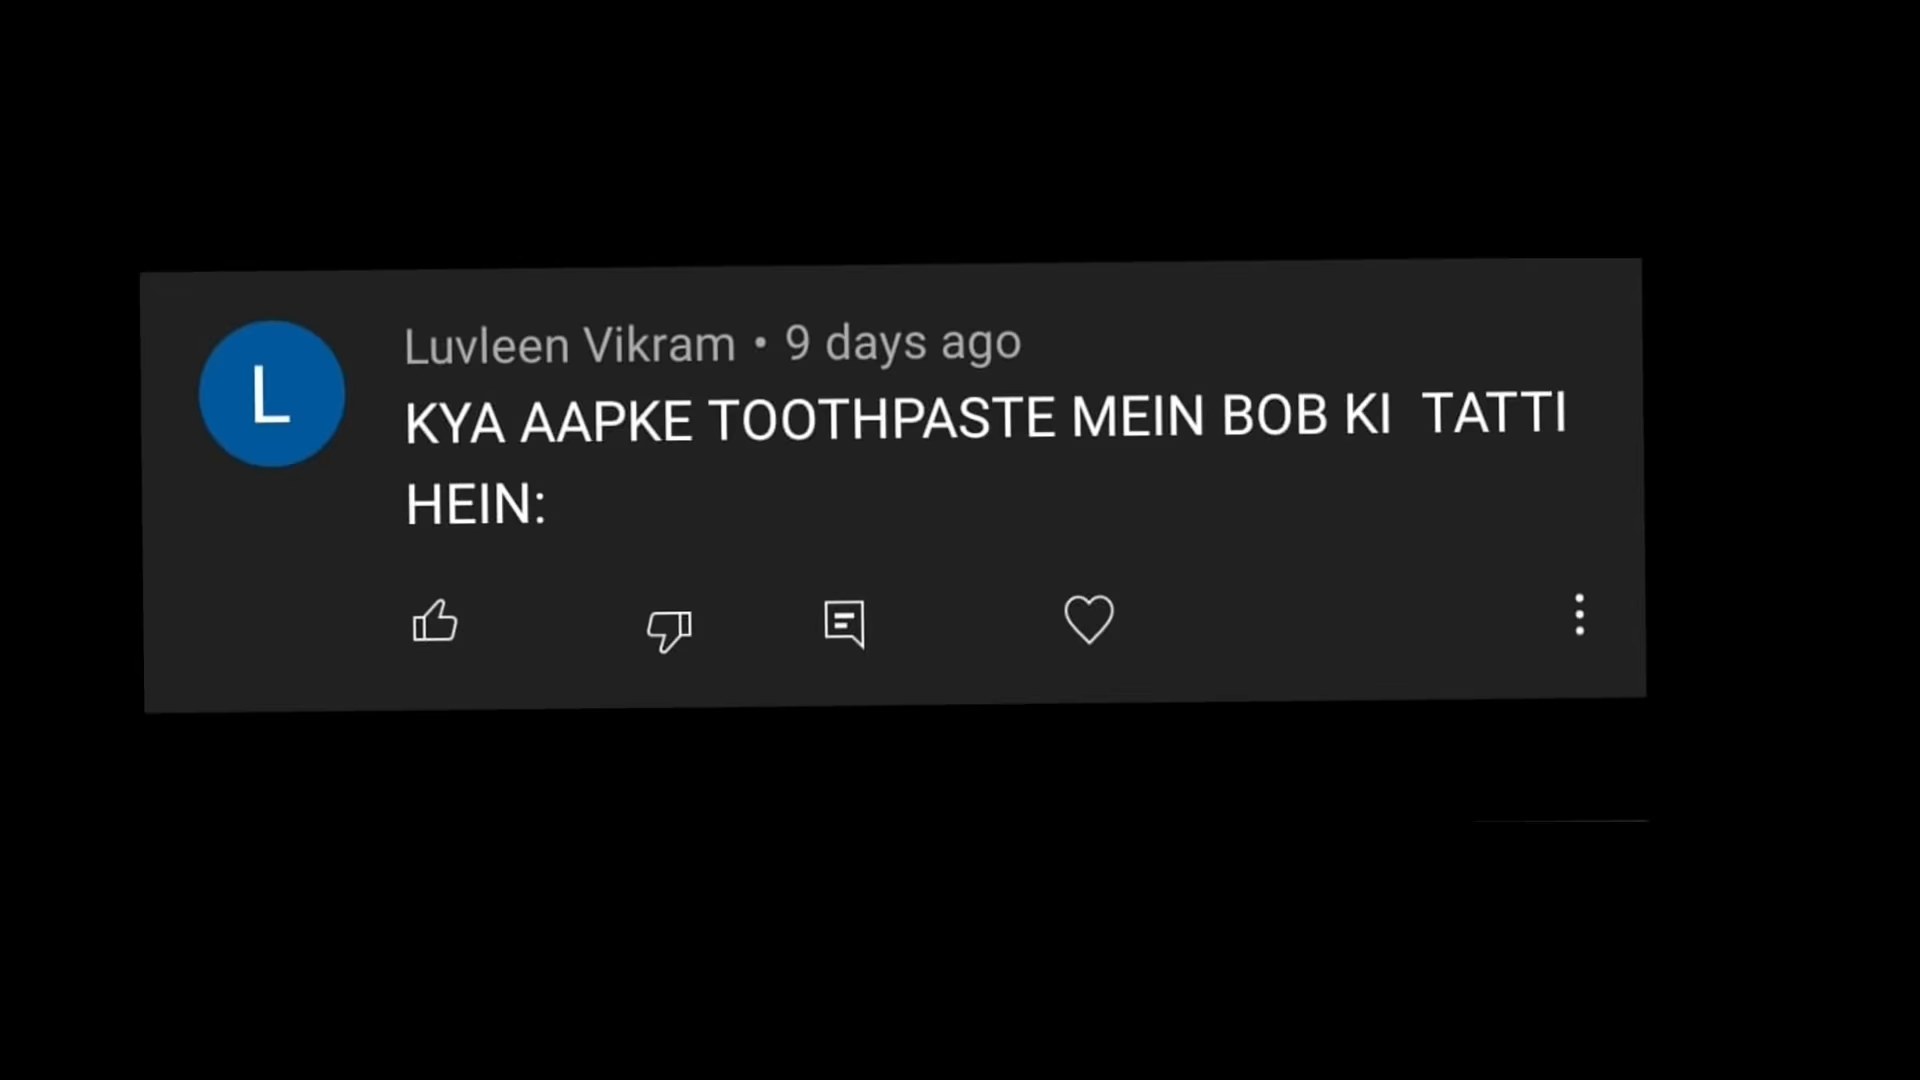 L
Luvleen Vikram • 9 days ago
KYA AAPKE TOOTHPASTE MEIN BOB KI  TATTI
HEIN: